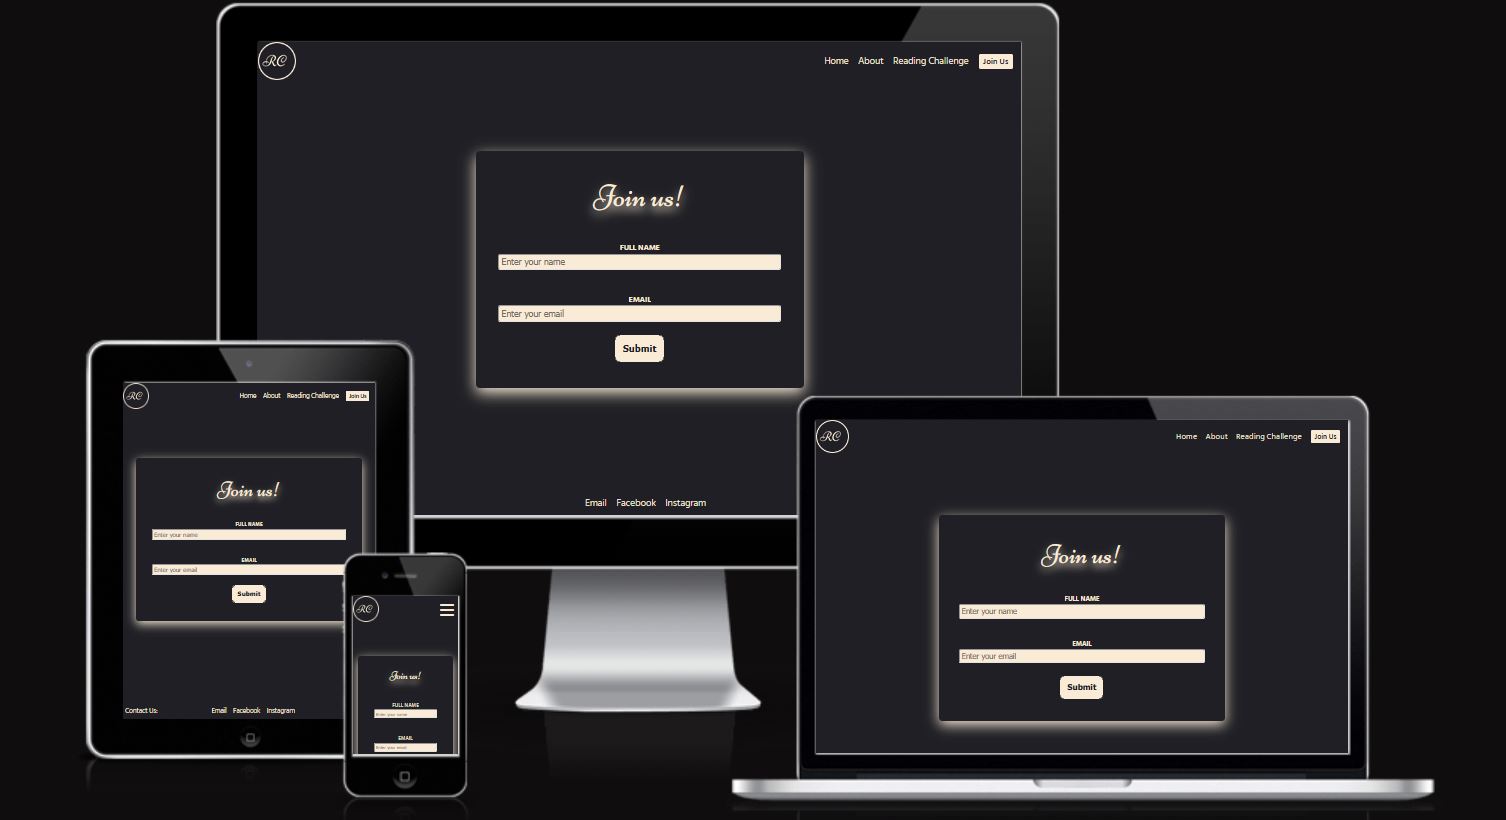 RC
Home About Reading Challenge Join Us
Join us!
FULL NAME
Enter your name
EMAIL
Enter your email
Submit
Email Facebook Instagram
RC
Home About Reading Challenge Join Us
Join us!
FULL NAME
Enter your name
EMAIL
Enter your email
Submit
Contact Us: Email Facebook Instagram
RC
Join us!
FULL NAME
Enter your name
EMAIL
Enter your email
RC
Home About Reading Challenge Join Us
Join us!
FULL NAME
Enter your name
EMAIL
Enter your email
Submit